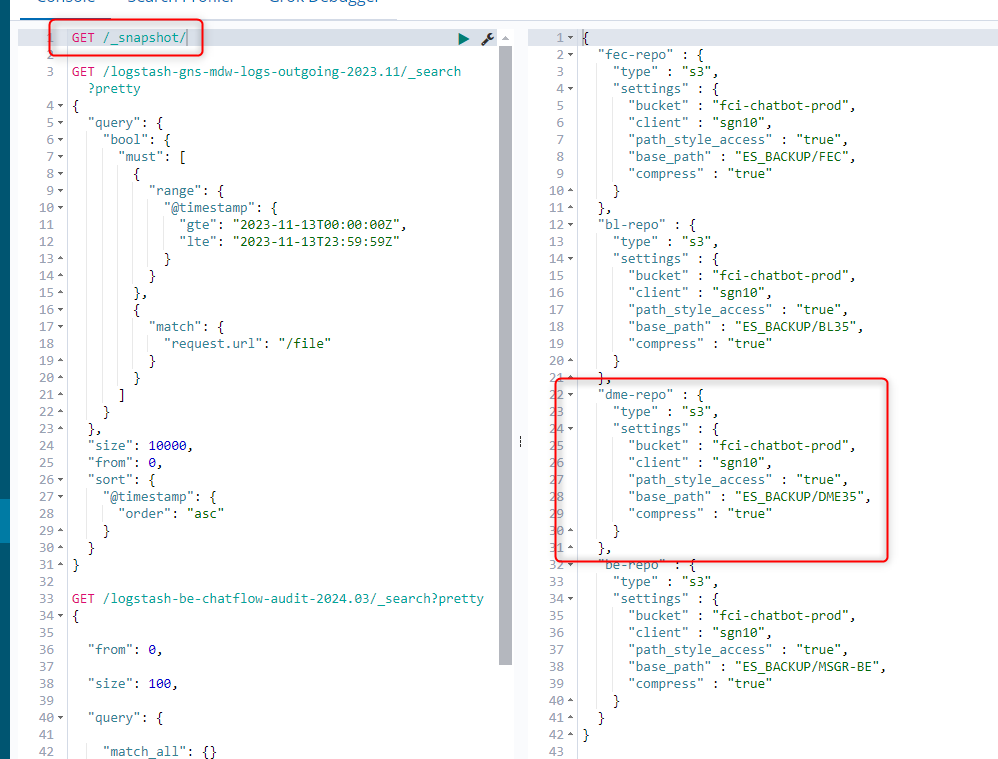 Console Search Profiler Grok Debugger
1 GET /_snapshot/
2
3 GET /logstash-gns-mdw-logs-outgoing-2023.11/_search
?pretty
4 {
5 "query": {
6 "bool": {
7 "must": [
8 {
9 "range": {
10 "@timestamp": {
11 "gte": "2023-11-13T00:00:00Z",
12 "lte": "2023-11-13T23:59:59Z"
13 }
14 }
15 },
16 {
17 "match": {
18 "request.url": "/file"
19 }
20 }
21 ]
22 }
23 },
24 "size": 10000,
25 "from": 0,
26 "sort": {
27 "@timestamp": {
28 "order": "asc"
29 }
30 }
31 }
32
33 GET /logstash-be-chatflow-audit-2024.03/_search?pretty
34 {
35
36 "from": 0,
37
38 "size": 100,
39
40 "query": {
41
42 "match_all": {}
1 {
2 "fec-repo" : {
3 "type" : "s3",
4 "settings" : {
5 "bucket" : "fci-chatbot-prod",
6 "client" : "sgn10",
7 "path_style_access" : "true",
8 "base_path" : "ES_BACKUP/FEC",
9 "compress" : "true"
10 }
11 },
12 "bl-repo" : {
13 "type" : "s3",
14 "settings" : {
15 "bucket" : "fci-chatbot-prod",
16 "client" : "sgn10",
17 "path_style_access" : "true",
18 "base_path" : "ES_BACKUP/BL35",
19 "compress" : "true"
20 }
21 },
22 "dme-repo" : {
23 "type" : "s3",
24 "settings" : {
25 "bucket" : "fci-chatbot-prod",
26 "client" : "sgn10",
27 "path_style_access" : "true",
28 "base_path" : "ES_BACKUP/DME35",
29 "compress" : "true"
30 }
31 },
32 "be-repo" : {
33 "type" : "s3",
34 "settings" : {
35 "bucket" : "fci-chatbot-prod",
36 "client" : "sgn10",
37 "path_style_access" : "true",
38 "base_path" : "ES_BACKUP/MSGR-BE",
39 "compress" : "true"
40 }
41 }
42 }
43